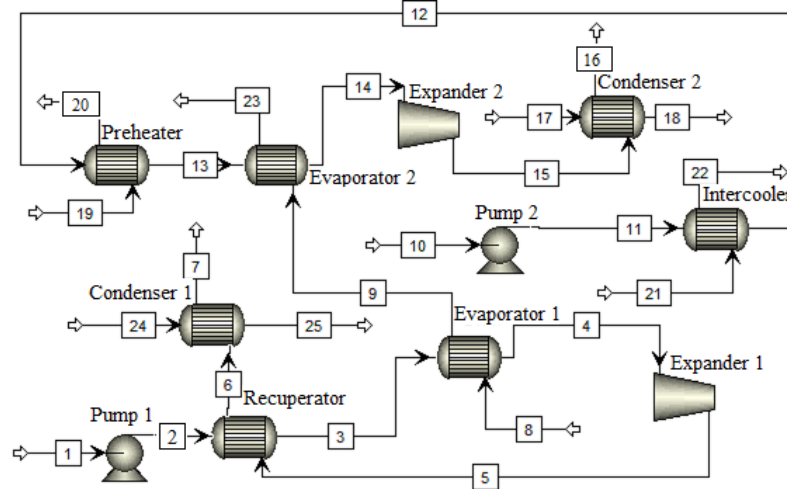 12
16
14
Expander 2
Condenser 2
20
23
17
18
Preheater
13
Evaporator 2
15
22
Intercooler
19
Pump 2
10
11
7
Condenser 1
9
21
Evaporator 1
4
24
25
Expander 1
6
Recuperator
Pump 1
2
3
8
1
5